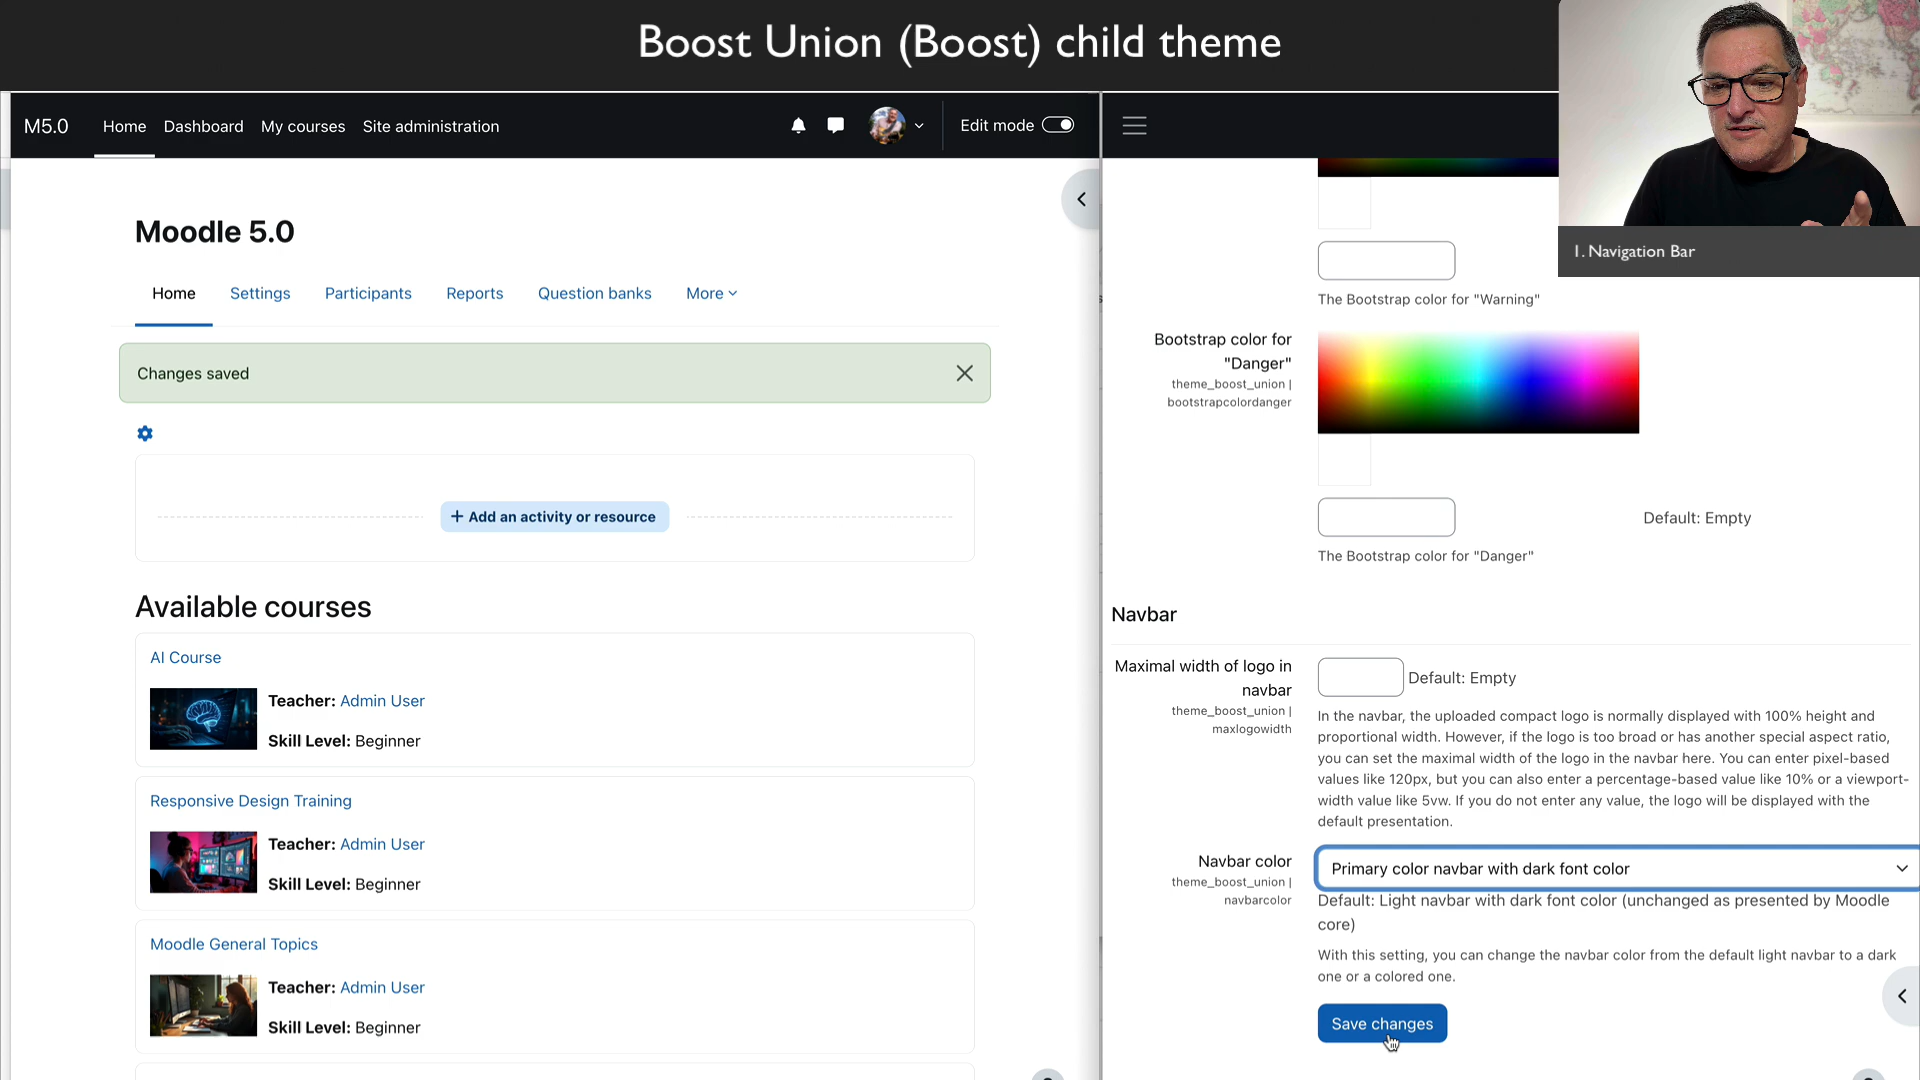 Boost Union (Boost) child theme
M5.0
Home
Dashboard
My courses
Site administration
Edit mode
Moodle 5.0
Home
Settings
Participants
Reports
Question banks
More
Changes saved
+ Add an activity or resource
Available courses
AI Course
Teacher: Admin User
Skill Level: Beginner
Responsive Design Training
Teacher: Admin User
Skill Level: Beginner
Moodle General Topics
Teacher: Admin User
Skill Level: Beginner
1. Navigation Bar
The Bootstrap color for "Warning"
Bootstrap color for
"Danger"
theme_boost_union |
bootstrapcolordanger
Default: Empty
The Bootstrap color for "Danger"
Navbar
Maximal width of logo in
navbar
theme_boost_union |
maxlogowidth
Default: Empty
In the navbar, the uploaded compact logo is normally displayed with 100% height and
proportional width. However, if the logo is too broad or has another special aspect ratio,
you can set the maximal width of the logo in the navbar here. You can enter pixel-based
values like 120px, but you can also enter a percentage-based value like 10% or a viewport-
width value like 5vw. If you do not enter any value, the logo will be displayed with the
default presentation.
Navbar color
theme_boost_union |
navbarcolor
Primary color navbar with dark font color
Default: Light navbar with dark font color (unchanged as presented by Moodle
core)
With this setting, you can change the navbar color from the default light navbar to a dark
one or a colored one.
Save changes